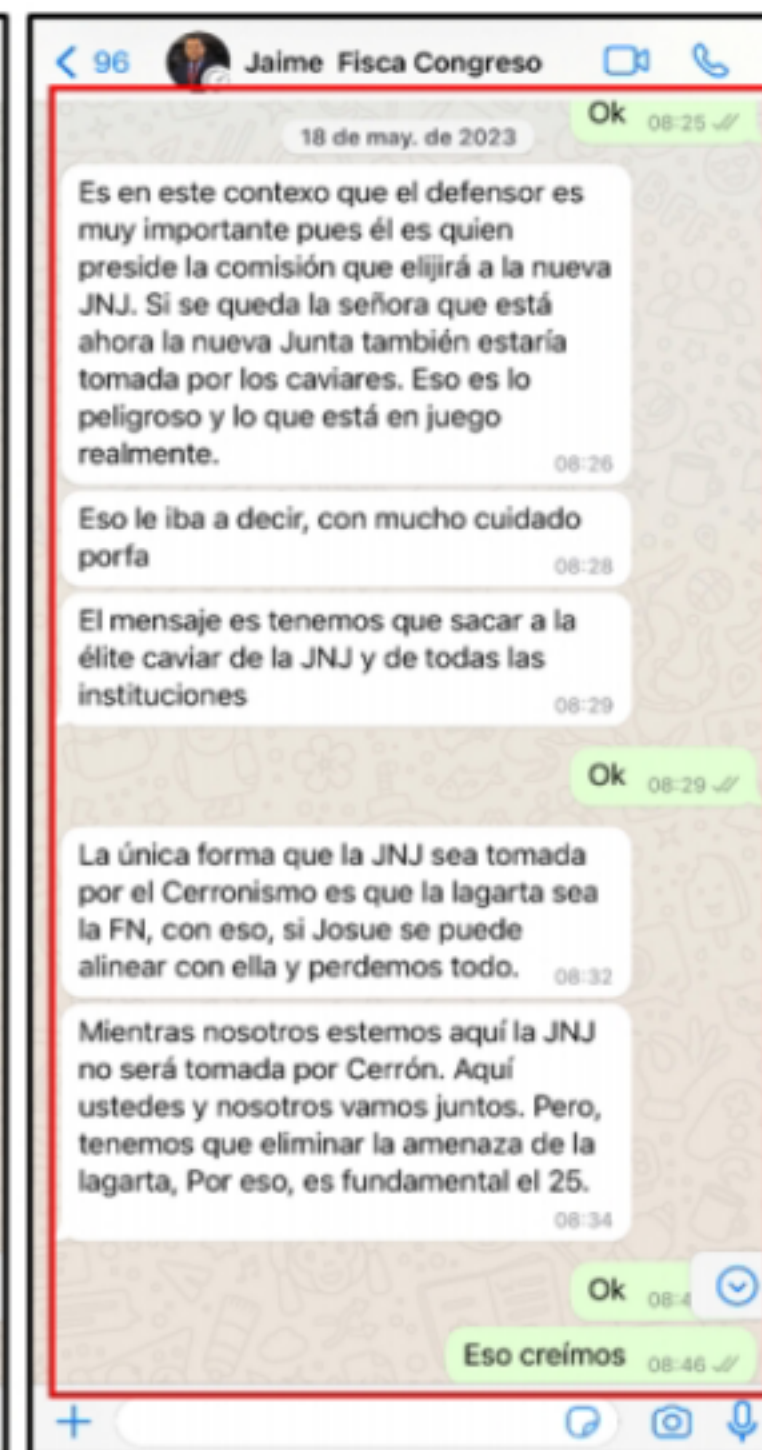 96 Jaime Fisca Congreso
Ok 08:25
18 de may. de 2023
Es en este contexo que el defensor es
muy importante pues él es quien
preside la comisión que elijirá a la nueva
JNJ. Si se queda la señora que está
ahora la nueva Junta también estaría
tomada por los caviares. Eso es lo
peligroso y lo que está en juego
realmente.
08:26
Eso le iba a decir, con mucho cuidado
porfa
08:28
El mensaje es tenemos que sacar a la
élite caviar de la JNJ y de todas las
instituciones
08:29
Ok 08:29
La única forma que la JNJ sea tomada
por el Cerronismo es que la lagarta sea
la FN, con eso, si Josue se puede
alinear con ella y perdemos todo. 08:32
Mientras nosotros estemos aquí la JNJ
no será tomada por Cerrón. Aquí
ustedes y nosotros vamos juntos. Pero,
tenemos que eliminar la amenaza de la
lagarta, Por eso, es fundamental el 25.
08:34
Ok
Eso creímos 08:46